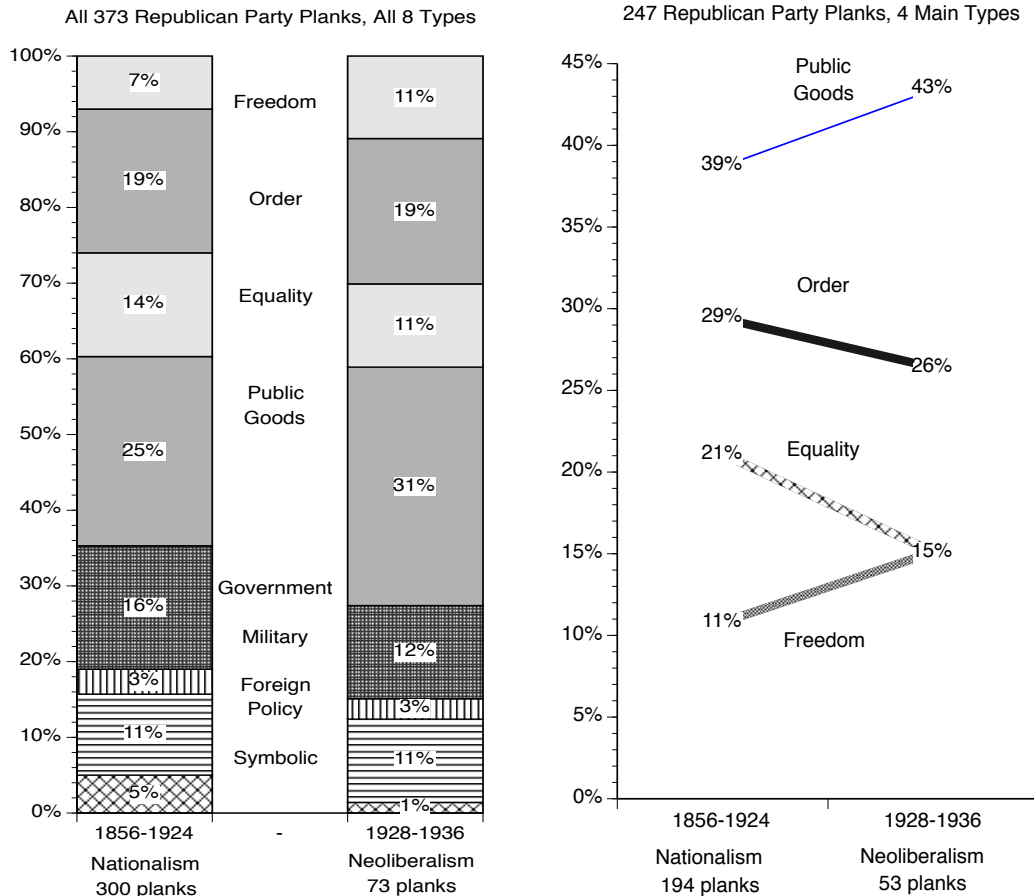 All 373 Republican Party Planks, All 8 Types
100%
90%
80%
70%
60%
50%
40%
30%
20%
10%
0%
7%
19%
14%
25%
16%
3%
11%
5%
Freedom
Order
Equality
Public
Goods
Government
Military
Foreign
Policy
Symbolic
11%
19%
11%
31%
12%
3%
11%
1%
1856-1924
-
1928-1936
Nationalism
300 planks
Neoliberalism
73 planks
247 Republican Party Planks, 4 Main Types
45%
40%
35%
30%
25%
20%
15%
10%
5%
0%
Public
Goods
39%
43%
Order
29%
26%
Equality
21%
15%
11%
Freedom
1856-1924
1928-1936
Nationalism
194 planks
Neoliberalism
53 planks